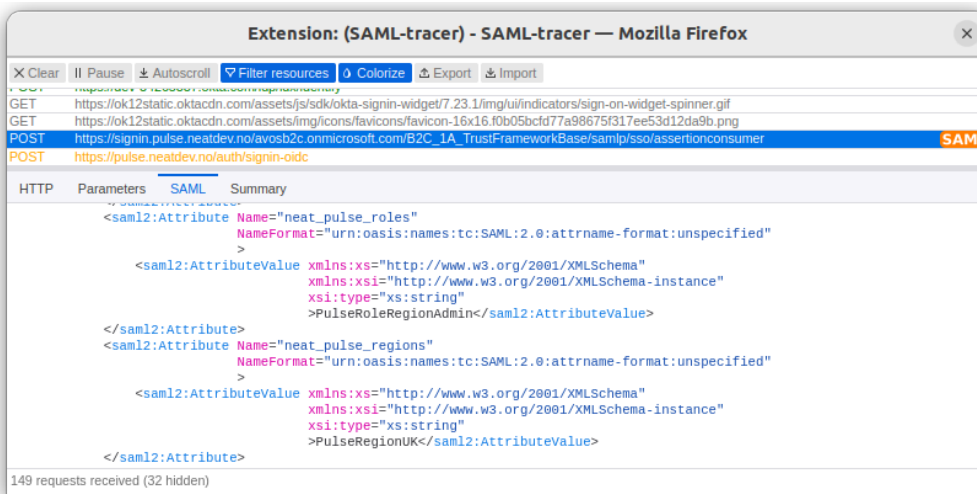 Extension: (SAML-tracer) - SAML-tracer — Mozilla Firefox
Clear Pause Autoscroll Filter resources Colorize Export Import
GET https://ok12static.oktacdn.com/assets/js/sdk/okta-signin-widget/7.23.1/img/ui/indicators/sign-on-widget-spinner.gif
GET https://ok12static.oktacdn.com/assets/img/icons/favicons/favicon-16x16.f0b05bcfd77a98675f317ee53d12da9b.png
POST https://signin.pulse.neatdev.no/avosb2c.onmicrosoft.com/B2C_1A_TrustFrameworkBase/samlp/sso/assertionconsumer SAM
POST https://pulse.neatdev.no/auth/signin-oidc
HTTP Parameters SAML Summary
</saml2:Attribute>
<saml2:Attribute Name="neat_pulse_roles"
NameFormat="urn:oasis:names:tc:SAML:2.0:attrname-format:unspecified"
>
<saml2:AttributeValue xmlns:xs="http://www.w3.org/2001/XMLSchema"
xmlns:xsi="http://www.w3.org/2001/XMLSchema-instance"
xsi:type="xs:string"
>PulseRoleRegionAdmin</saml2:AttributeValue>
</saml2:Attribute>
<saml2:Attribute Name="neat_pulse_regions"
NameFormat="urn:oasis:names:tc:SAML:2.0:attrname-format:unspecified"
>
<saml2:AttributeValue xmlns:xs="http://www.w3.org/2001/XMLSchema"
xmlns:xsi="http://www.w3.org/2001/XMLSchema-instance"
xsi:type="xs:string"
>PulseRegionUK</saml2:AttributeValue>
</saml2:Attribute>
149 requests received (32 hidden)